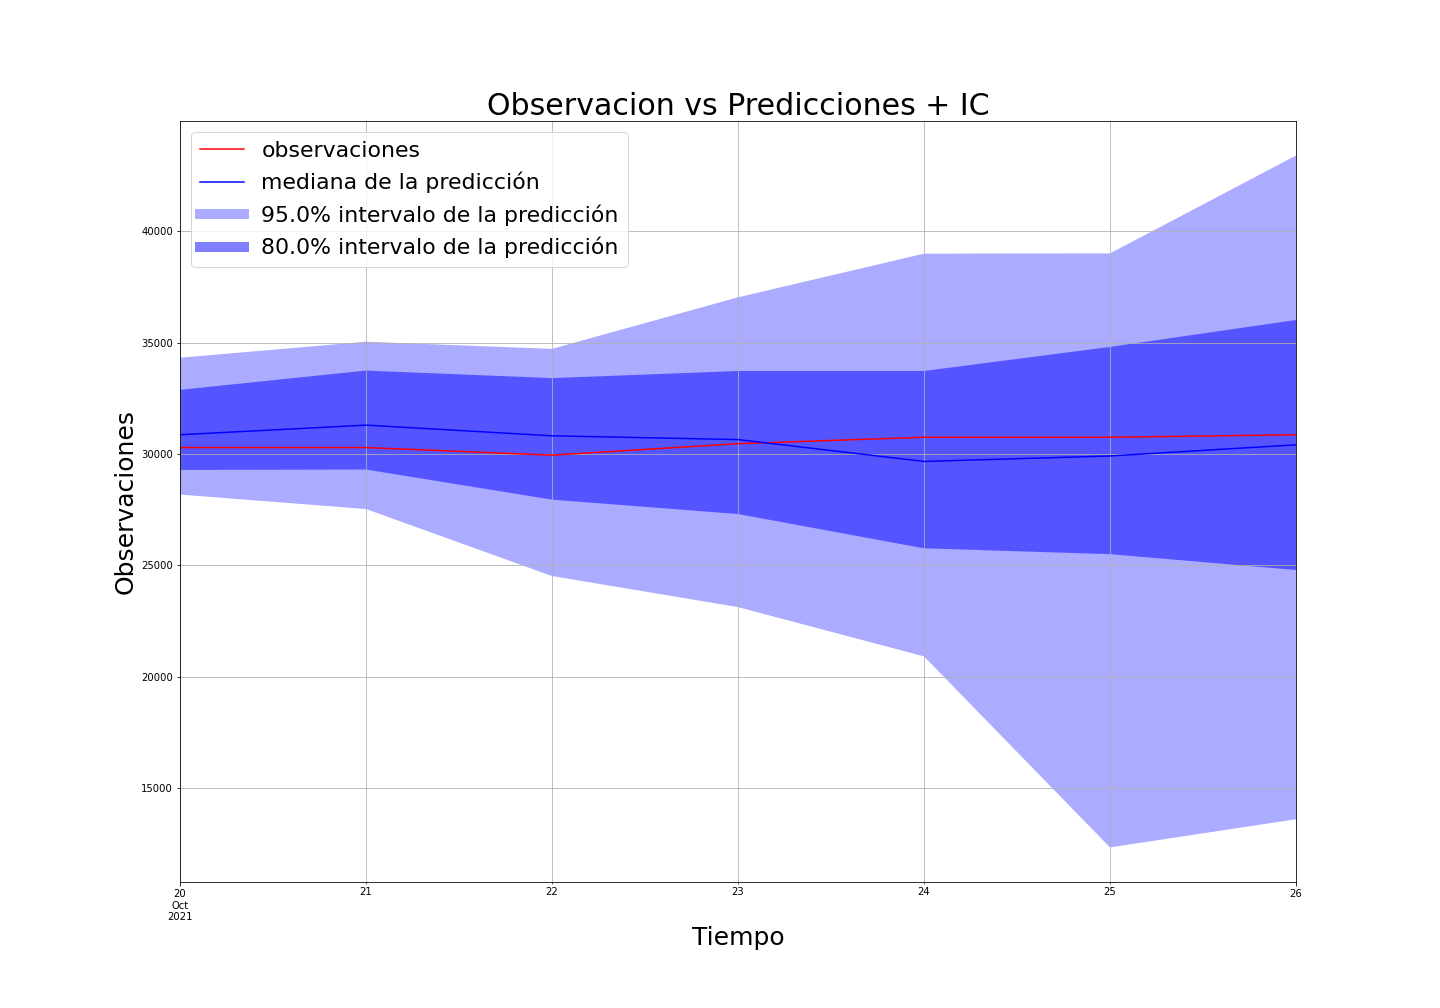 Observacion vs Predicciones + IC
observaciones
mediana de la predicción
95.0% intervalo de la predicción
80.0% intervalo de la predicción
Observaciones
40000
35000
30000
25000
20000
15000
20 21 22 23 24 25 26
Oct
2021
Tiempo